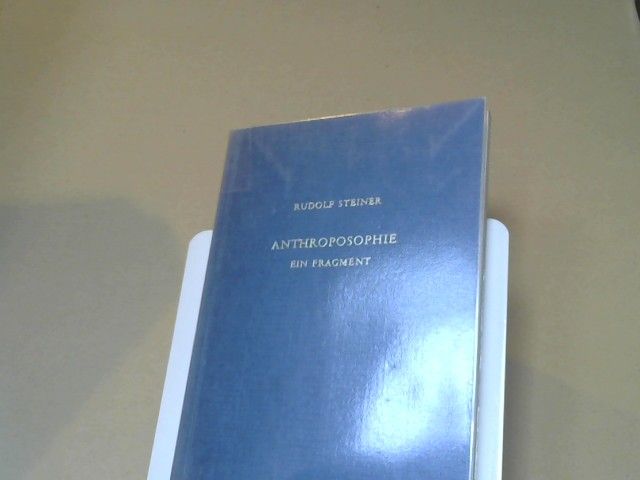 RUDOLF STEINER
ANTHROPOSOPHIE
EIN FRAGMENT